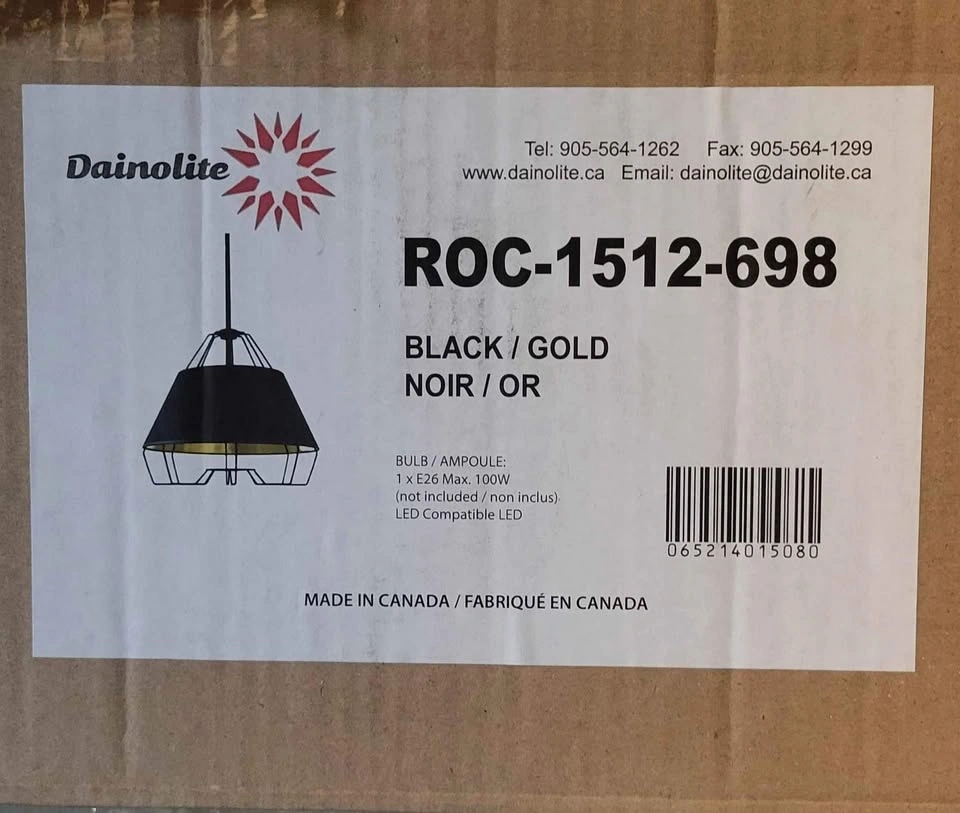 Dainolite
Tel: 905-564-1262 Fax: 905-564-1299
www.dainolite.ca Email: dainolite@dainolite.ca
ROC-1512-698
BLACK / GOLD
NOIR / OR
BULB / AMPOULE:
1 x E26 Max. 100W
(not included / non inclus)
LED Compatible LED
065214015080
MADE IN CANADA / FABRIQUÉ EN CANADA